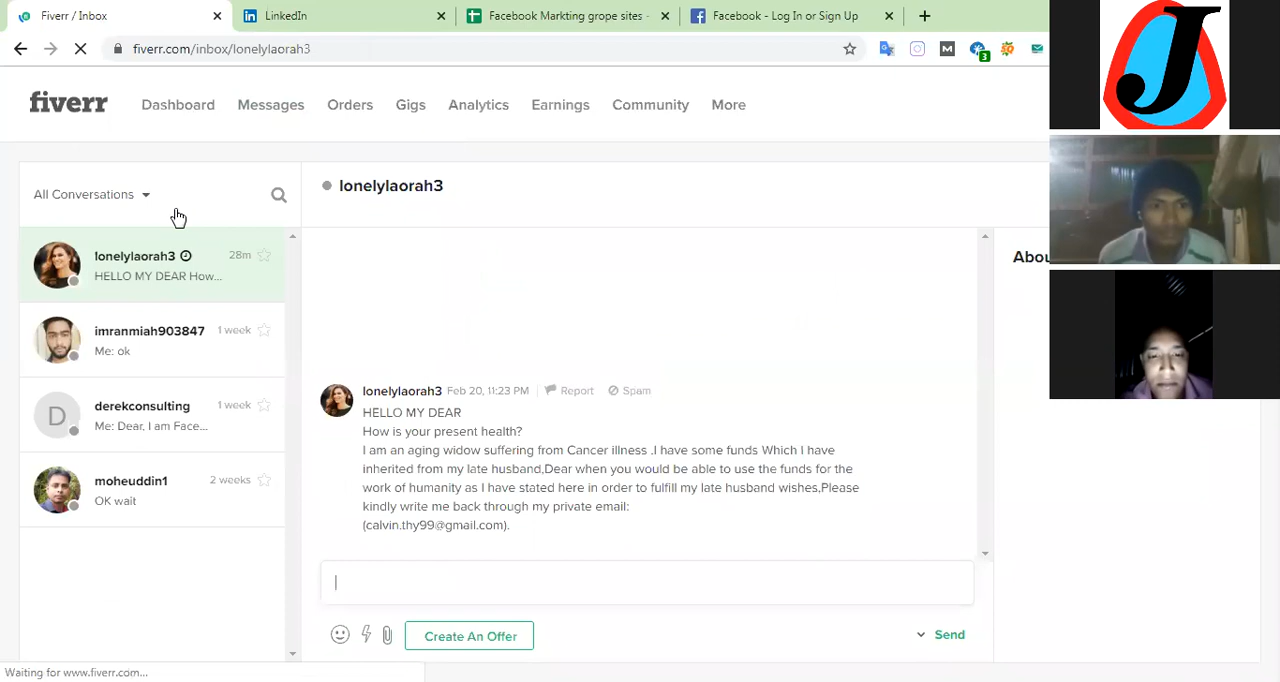 Fiverr / Inbox
LinkedIn
Facebook Markting grope sites -
Facebook - Log In or Sign Up
fiverr.com/inbox/lonelylaorah3
M
3
J
fiverr
Dashboard Messages Orders Gigs Analytics Earnings Community More
All Conversations
lonelylaorah3
lonelylaorah3 28m
HELLO MY DEAR How...
imranmiah903847 1 week
Me: ok
D
derekconsulting 1 week
Me: Dear, I am Face...
moheuddin1 2 weeks
OK wait
Abou
lonelylaorah3 Feb 20, 11:23 PM Report Spam
HELLO MY DEAR
How is your present health?
I am an aging widow suffering from Cancer illness .I have some funds Which I have
inherited from my late husband,Dear when you would be able to use the funds for the
work of humanity as I have stated here in order to fulfill my late husband wishes,Please
kindly write me back through my private email:
(calvin.thy99@gmail.com).
Create An Offer
Send
Waiting for www.fiverr.com...